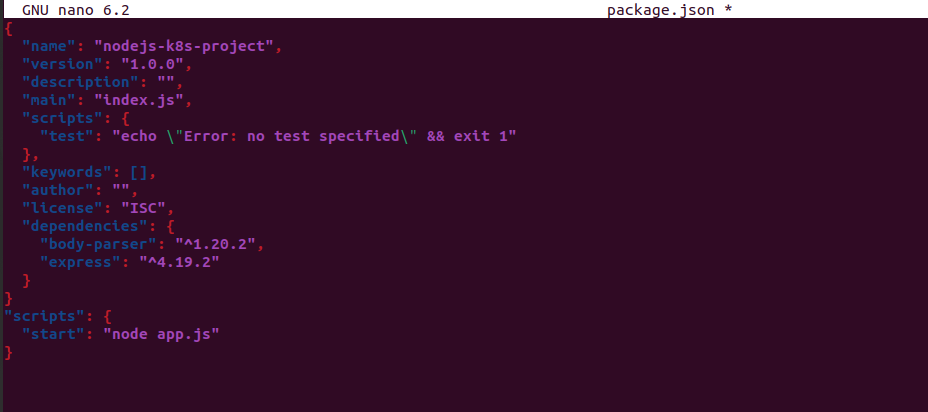 GNU nano 6.2 package.json *
{
  "name": "nodejs-k8s-project",
  "version": "1.0.0",
  "description": "",
  "main": "index.js",
  "scripts": {
    "test": "echo \"Error: no test specified\" && exit 1"
  },
  "keywords": [],
  "author": "",
  "license": "ISC",
  "dependencies": {
    "body-parser": "^1.20.2",
    "express": "^4.19.2"
  }
}
"scripts": {
  "start": "node app.js"
}